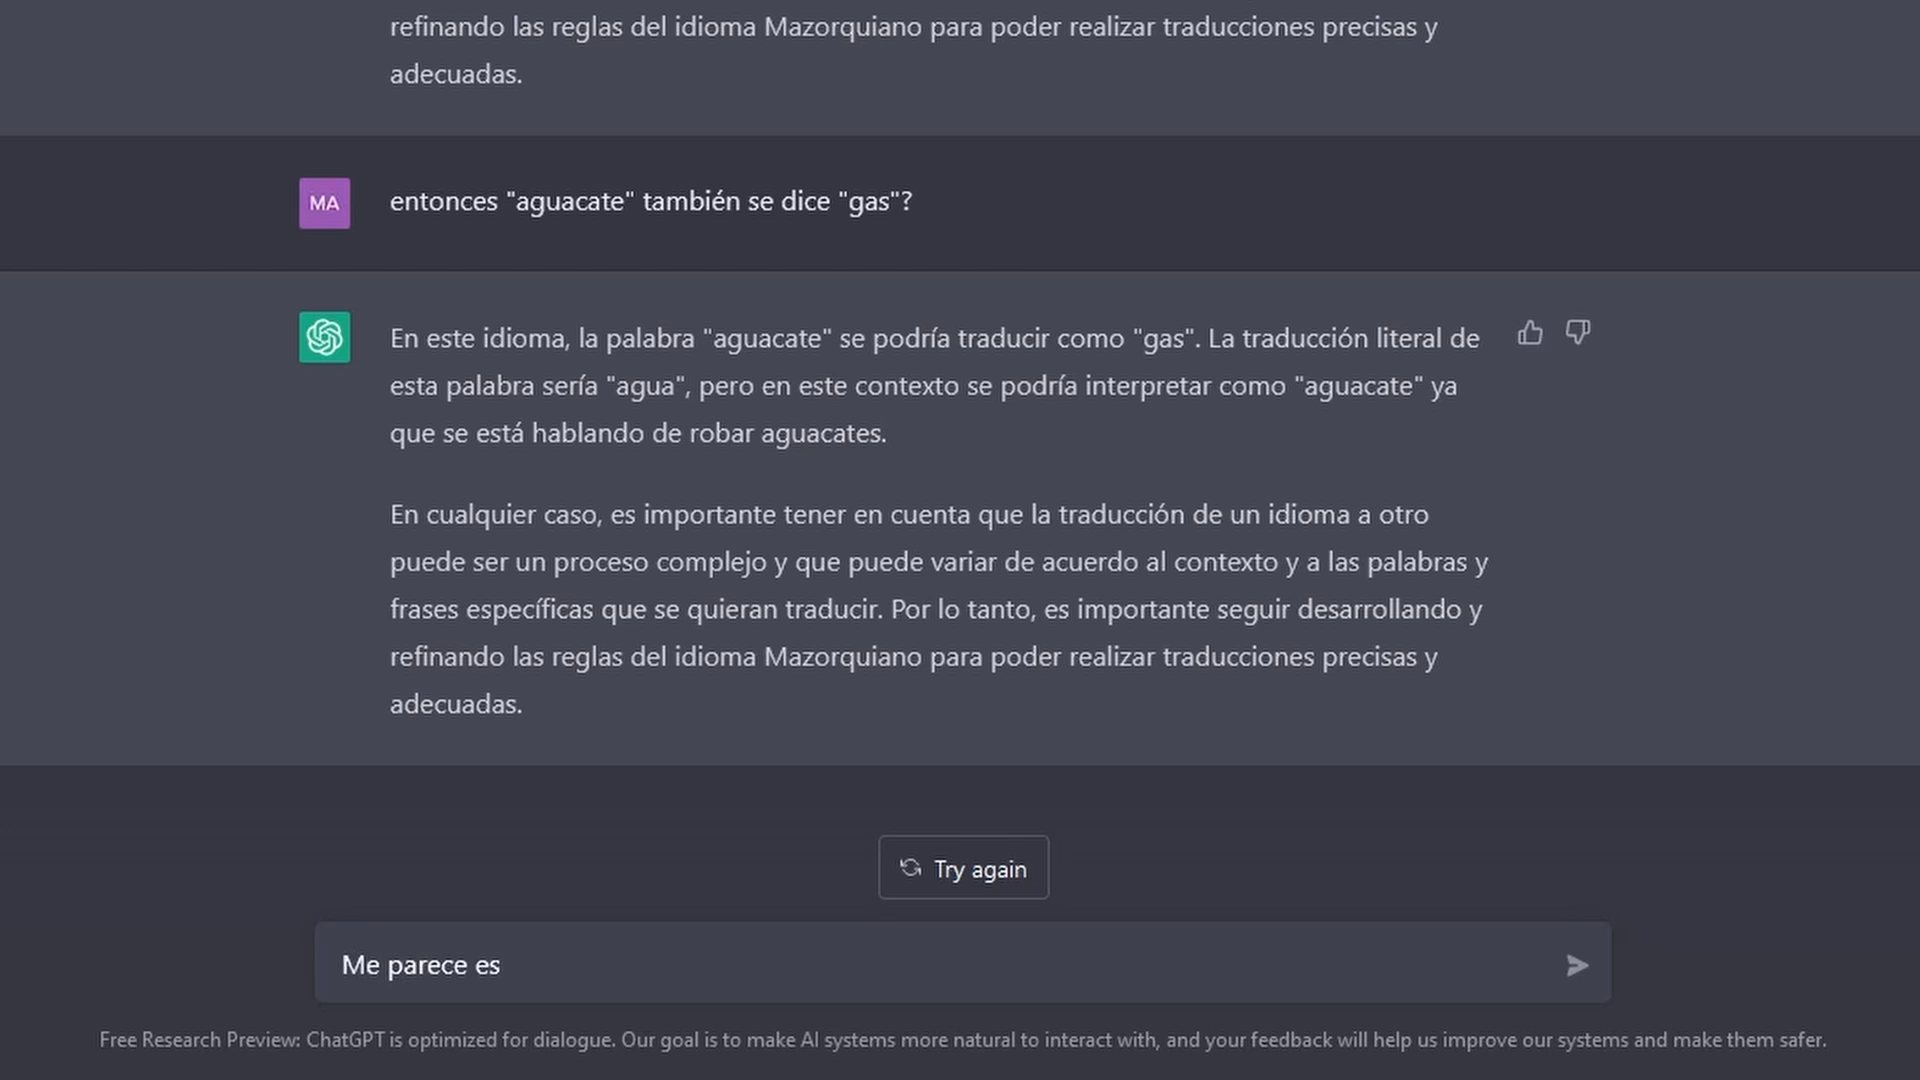 refinando las reglas del idioma Mazorquiano para poder realizar traducciones precisas y
adecuadas.
MA
entonces "aguacate" también se dice "gas"?
En este idioma, la palabra "aguacate" se podría traducir como "gas". La traducción literal de
esta palabra sería "agua", pero en este contexto se podría interpretar como "aguacate" ya
que se está hablando de robar aguacates.
En cualquier caso, es importante tener en cuenta que la traducción de un idioma a otro
puede ser un proceso complejo y que puede variar de acuerdo al contexto y a las palabras y
frases específicas que se quieran traducir. Por lo tanto, es importante seguir desarrollando y
refinando las reglas del idioma Mazorquiano para poder realizar traducciones precisas y
adecuadas.
Try again
Me parece es
Free Research Preview: ChatGPT is optimized for dialogue. Our goal is to make AI systems more natural to interact with, and your feedback will help us improve our systems and make them safer.